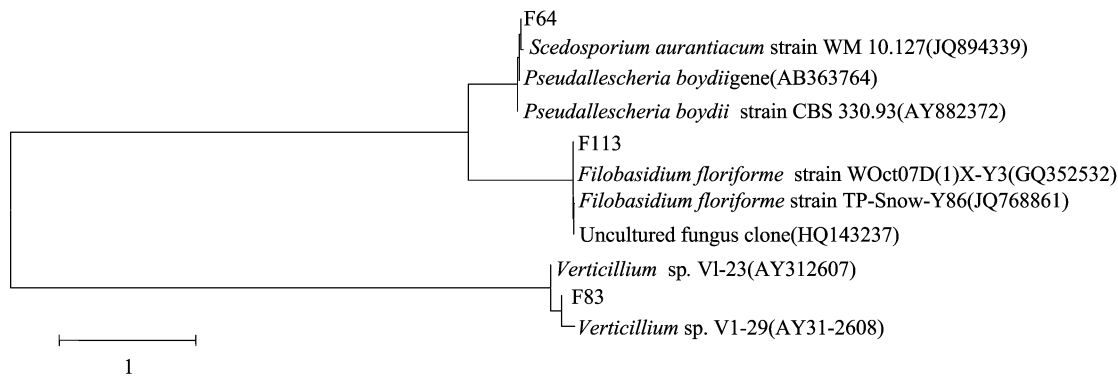 F64
Scedosporium aurantiacum strain WM 10.127(JQ894339)
Pseudallescheria boydiigene(AB363764)
Pseudallescheria boydii strain CBS 330.93(AY882372)
F113
Filobasidium floriforme strain WOct07D(1)X-Y3(GQ352532)
Filobasidium floriforme strain TP-Snow-Y86(JQ768861)
Uncultured fungus clone(HQ143237)
Verticillium sp. Vl-23(AY312607)
F83
Verticillium sp. V1-29(AY31-2608)
1